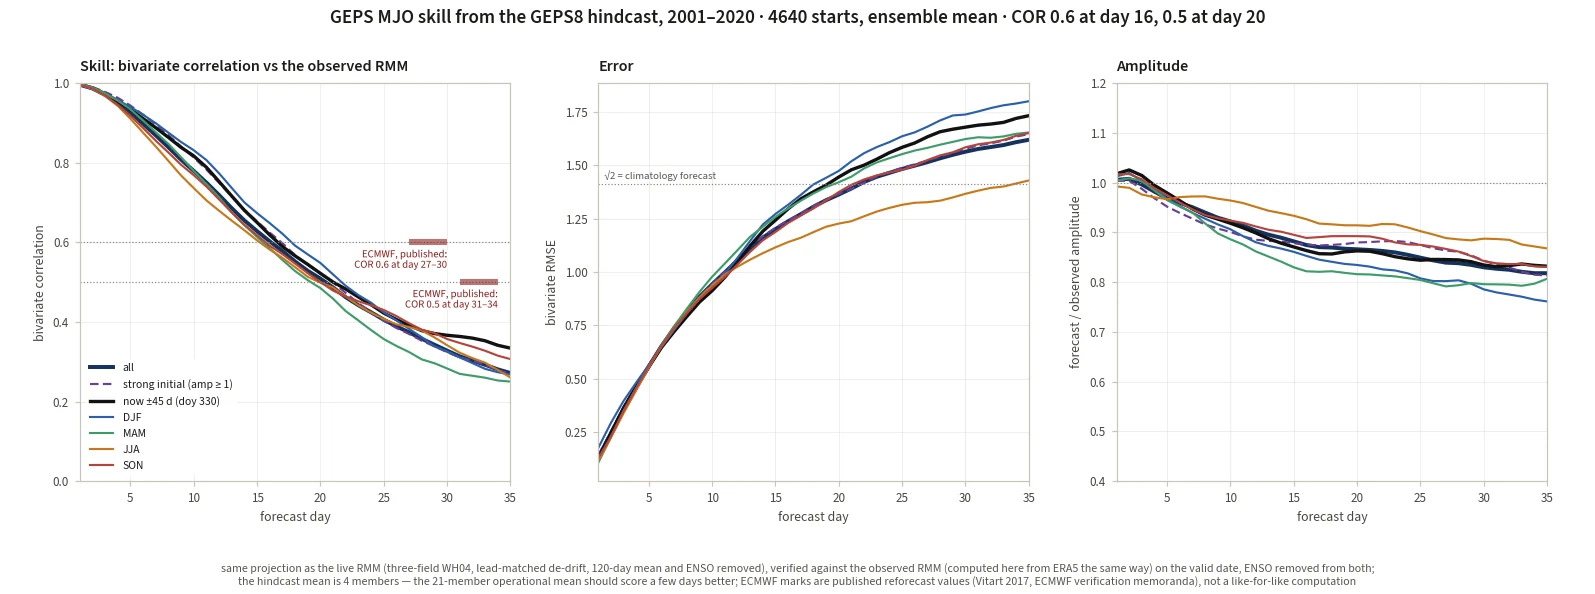 GEPS MJO skill from the GEPS8 hindcast, 2001–2020 · 4640 starts, ensemble mean · COR 0.6 at day 16, 0.5 at day 20
Skill: bivariate correlation vs the observed RMM
1.0
0.8
0.6
0.4
0.2
0.0
bivariate correlation
ECMWF, published:
COR 0.6 at day 27–30
ECMWF, published:
COR 0.5 at day 31–34
all
strong initial (amp ≥ 1)
now ±45 d (doy 330)
DJF
MAM
JJA
SON
5
10
15
20
25
30
35
forecast day
Error
1.75
1.50
1.25
1.00
0.75
0.50
0.25
bivariate RMSE
√2 = climatology forecast
5
10
15
20
25
30
35
forecast day
Amplitude
1.2
1.1
1.0
0.9
0.8
0.7
0.6
0.5
0.4
forecast / observed amplitude
5
10
15
20
25
30
35
forecast day
same projection as the live RMM (three-field WH04, lead-matched de-drift, 120-day mean and ENSO removed), verified against the observed RMM (computed here from ERA5 the same way) on the valid date, ENSO removed from both;
the hindcast mean is 4 members — the 21-member operational mean should score a few days better; ECMWF marks are published reforecast values (Vitart 2017, ECMWF verification memoranda), not a like-for-like computation